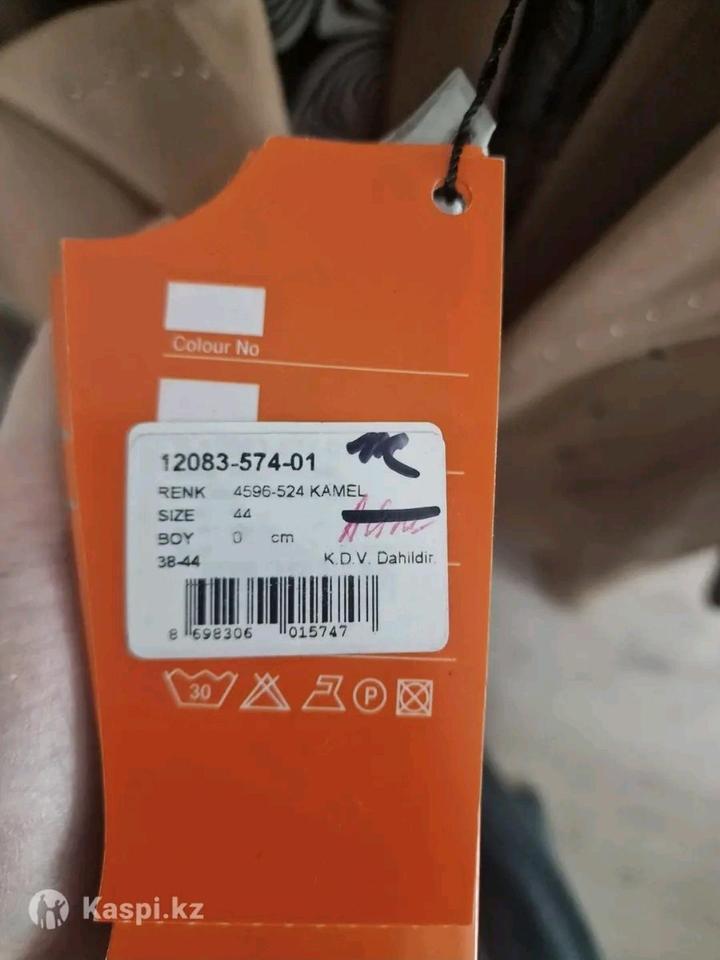 Colour No
12083-574-01
RENK 4596-524 KAMEL
SIZE 44
BOY 0 cm
38-44 K.D.V. Dahildir.
8 698306 015747
30 P
Kaspi.kz